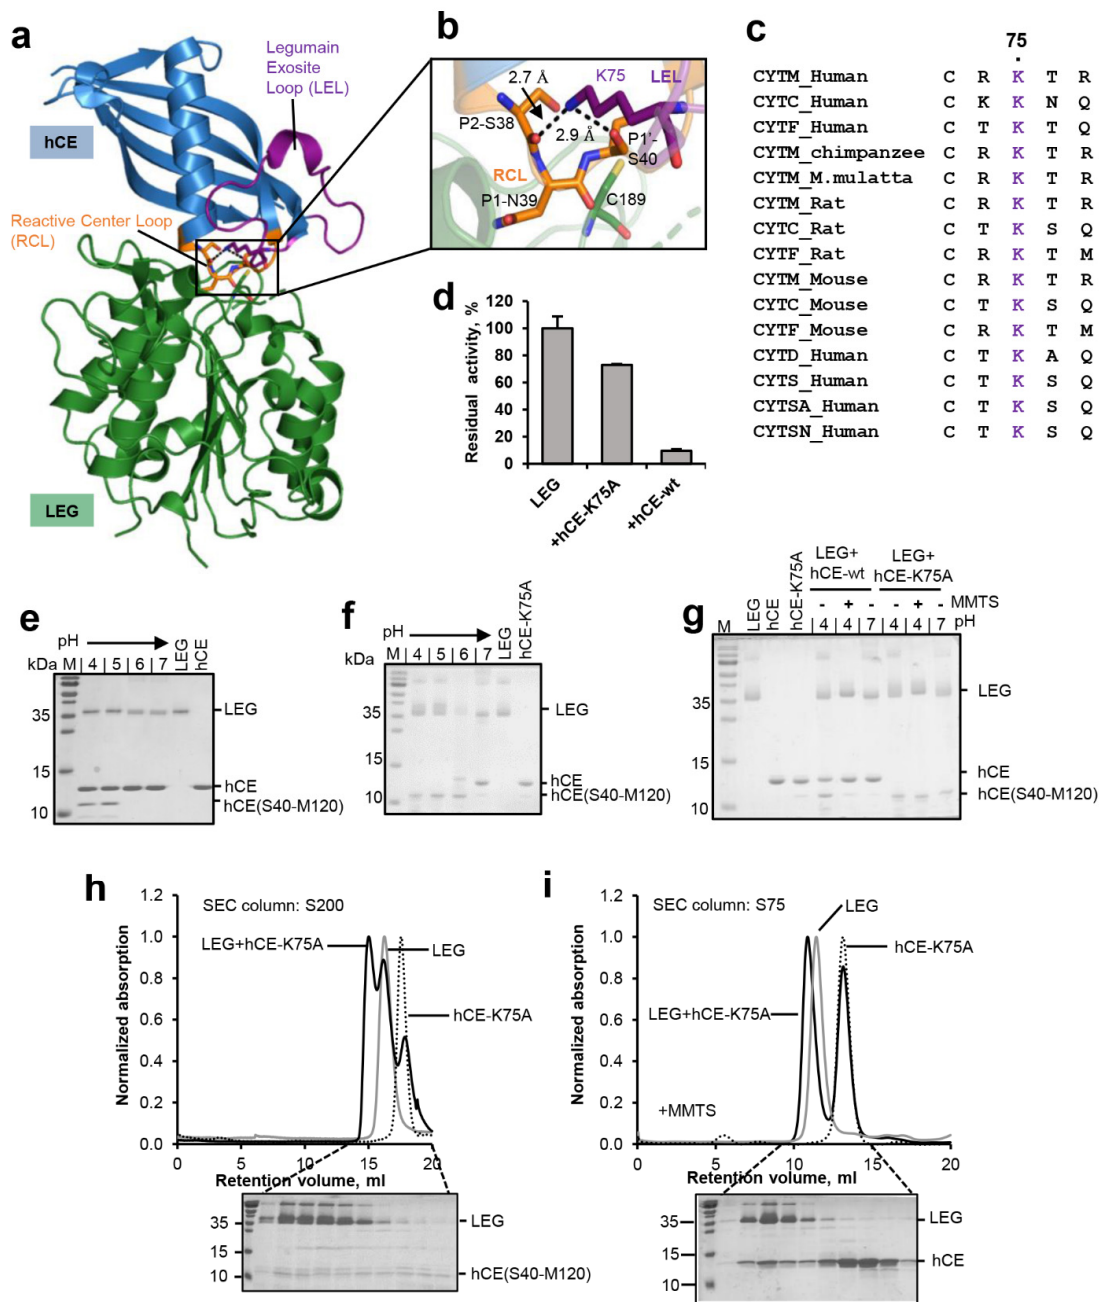 a
Legumain
Exosite
Loop (LEL)
hCE
Reactive Center Loop
(RCL)
LEG
b
2.7 Å
K75
LEL
P2-S38
2.9 Å
P1'-
S40
RCL
P1-N39
C189
c
75
CYTM_Human C R K T R
CYTC_Human C K K N Q
CYTF_Human C T K T Q
CYTM_chimpanzee C R K T R
CYTM_M.mulatta C R K T R
CYTM_Rat C R K T R
CYTC_Rat C T K S Q
CYTF_Rat C R K T M
CYTM_Mouse C R K T R
CYTC_Mouse C T K S Q
CYTF_Mouse C R K T M
CYTD_Human C T K A Q
CYTS_Human C T K S Q
CYTSA_Human C T K S Q
CYTSN_Human C T K S Q
d
Residual activity, %
120
100
80
60
40
20
0
LEG
+hCE-K75A
+hCE-wt
e
pH
kDa M 4 5 6 7 LEG hCE
35
15
10
LEG
hCE
hCE(S40-M120)
f
pH
kDa M 4 5 6 7 LEG hCE-K75A
35
15
10
LEG
hCE
hCE(S40-M120)
g
LEG+
hCE-wt
LEG+
hCE-K75A
M LEG hCE hCE-K75A
- + - - + - MMTS
4 4 7 4 4 7 pH
35
15
10
LEG
hCE
hCE(S40-M120)
h
SEC column: S200
LEG+hCE-K75A
LEG
hCE-K75A
Normalized absorption
1.2
1.0
0.8
0.6
0.4
0.2
0.0
0 5 10 15 20
Retention volume, ml
35
15
10
LEG
hCE(S40-M120)
i
SEC column: S75
LEG
hCE-K75A
LEG+hCE-K75A
+MMTS
Normalized absorption
1.2
1.0
0.8
0.6
0.4
0.2
0.0
0 5 10 15 20
Retention volume, ml
35
15
10
LEG
hCE